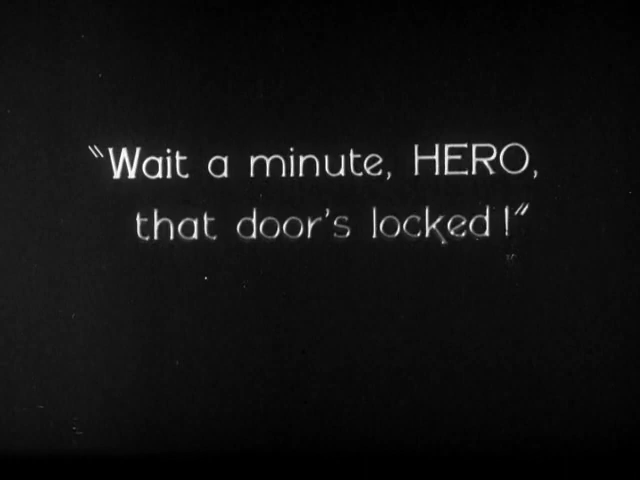 "Wait a minute, HERO,
that door's locked!"